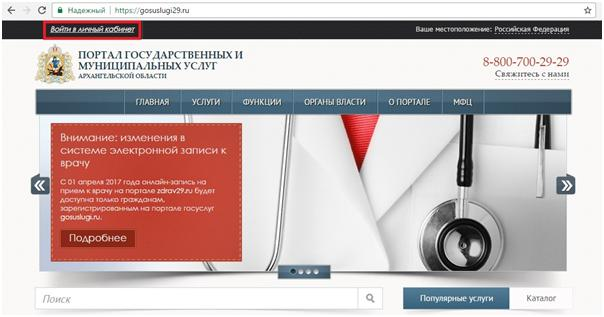 Надежный https://gosuslugi29.ru
Войти в личный кабинет
Ваше местоположение: Российская Федерация
ПОРТАЛ ГОСУДАРСТВЕННЫХ И
МУНИЦИПАЛЬНЫХ УСЛУГ
АРХАНГЕЛЬСКОЙ ОБЛАСТИ
8-800-700-29-29
Свяжитесь с нами
ГЛАВНАЯ УСЛУГИ ФУНКЦИИ ОРГАНЫ ВЛАСТИ О ПОРТАЛЕ МФЦ
Внимание: изменения в
системе электронной записи к
врачу
С 01 апреля 2017 года онлайн-запись на
прием к врачу на портале zdrav29.ru будет
доступна только гражданам,
зарегистрированным на портале госуслуг
gosuslugi.ru.
Подробнее
Поиск
Популярные услуги Каталог